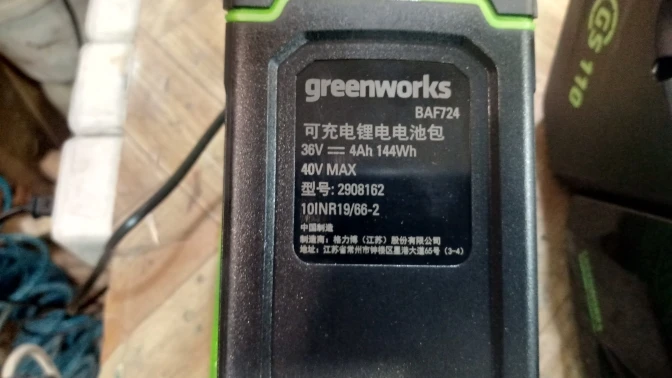 greenworks
BAF724
可充电锂电电池包
36V ⎓ 4Ah 144Wh
40V MAX
型号: 2908162
10INR19/66-2
中国制造
制造商: 格力博 (江苏) 股份有限公司
地址: 江苏省常州市钟楼区星港大道65号 (3-4)
GS 110